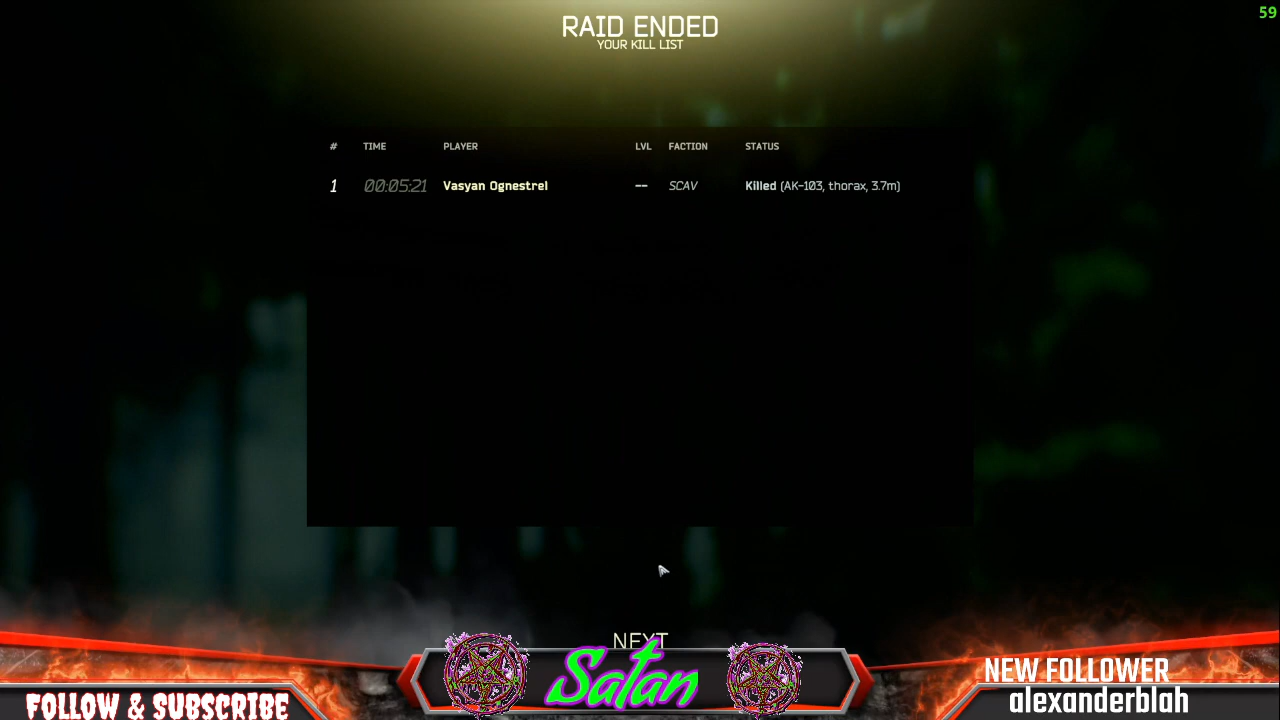 59
RAID ENDED
YOUR KILL LIST
# TIME PLAYER LVL FACTION STATUS
1 00:05:21 Vasyan Ognestrel -- SCAV Killed (AK-103, thorax, 3.7m)
NEXT
Satan
NEW FOLLOWER
alexanderblah
FOLLOW & SUBSCRIBE